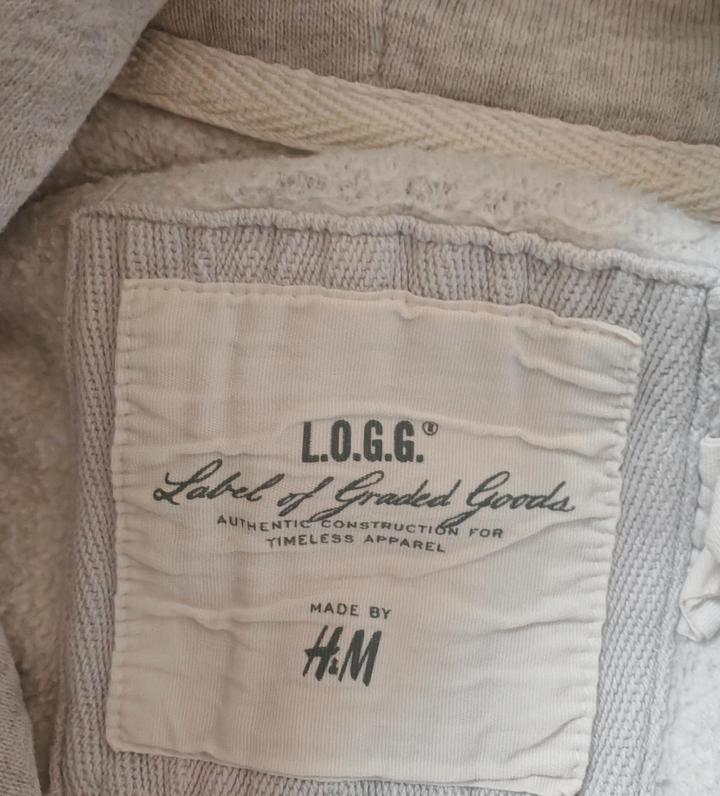 L.O.G.G.®
Label of Graded Goods
AUTHENTIC CONSTRUCTION FOR
TIMELESS APPAREL
MADE BY
H&M